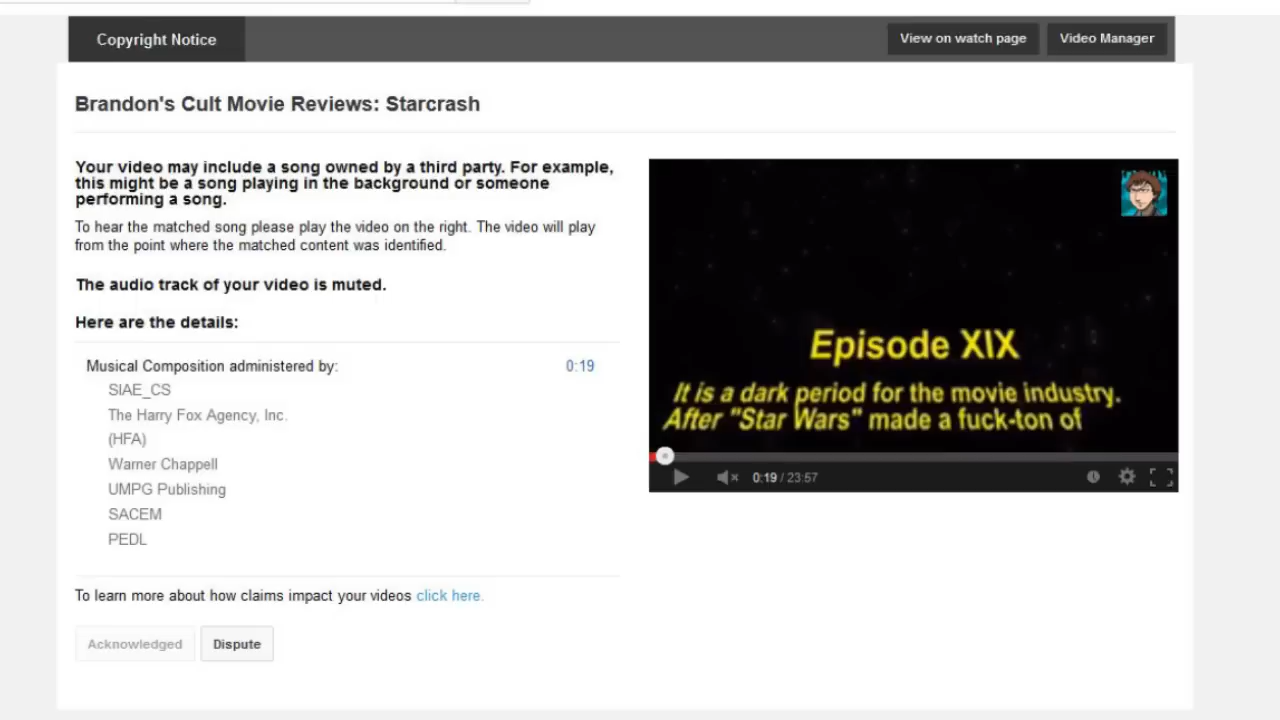 Copyright Notice
View on watch page
Video Manager
Brandon's Cult Movie Reviews: Starcrash
Your video may include a song owned by a third party. For example,
this might be a song playing in the background or someone
performing a song.
To hear the matched song please play the video on the right. The video will play
from the point where the matched content was identified.
The audio track of your video is muted.
Here are the details:
Musical Composition administered by:
0:19
SIAE_CS
The Harry Fox Agency, Inc.
(HFA)
Warner Chappell
UMPG Publishing
SACEM
PEDL
To learn more about how claims impact your videos click here.
Acknowledged
Dispute
Episode XIX
It is a dark period for the movie industry.
After "Star Wars" made a fuck-ton of
0:19 / 23:57